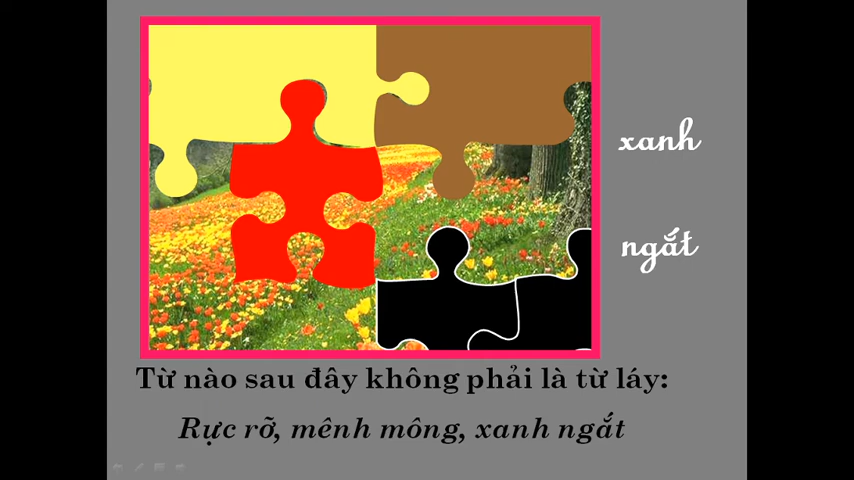 xanh
ngắt
Từ nào sau đây không phải là từ láy:
Rực rỡ, mênh mông, xanh ngắt